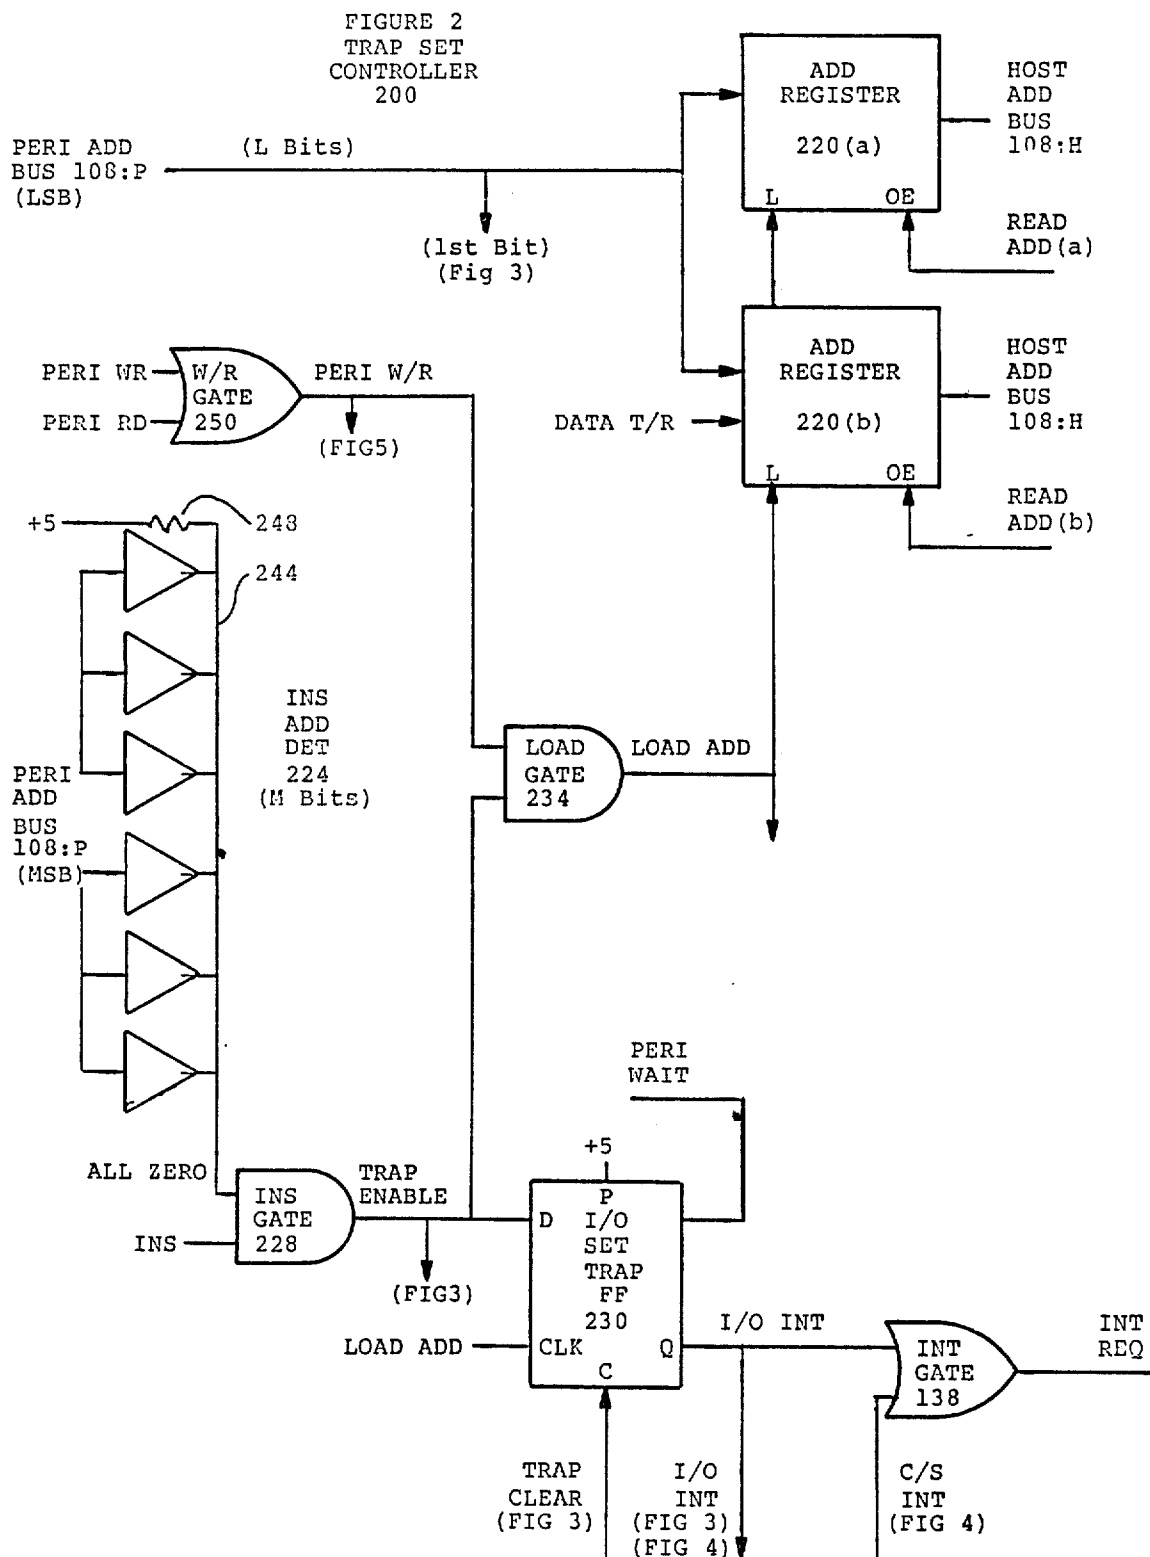 FIGURE 2
TRAP SET
CONTROLLER
200
PERI ADD
BUS 108:P
(LSB)
(L Bits)
(1st Bit)
(Fig 3)
ADD
REGISTER
220(a)
L
OE
HOST
ADD
BUS
108:H
READ
ADD(a)
PERI WR
PERI RD
W/R
GATE
250
PERI W/R
(FIG5)
DATA T/R
ADD
REGISTER
220(b)
L
OE
HOST
ADD
BUS
108:H
READ
ADD(b)
+5
248
244
INS
ADD
DET
224
(M Bits)
PERI
ADD
BUS
108:P
(MSB)
LOAD
GATE
234
LOAD ADD
PERI
WAIT
+5
ALL ZERO
INS
INS
GATE
228
TRAP
ENABLE
(FIG3)
LOAD ADD
P
D
I/O
SET
TRAP
FF
230
CLK
Q
C
I/O INT
INT
GATE
138
INT
REQ
TRAP
CLEAR
(FIG 3)
I/O
INT
(FIG 3)
(FIG 4)
C/S
INT
(FIG 4)